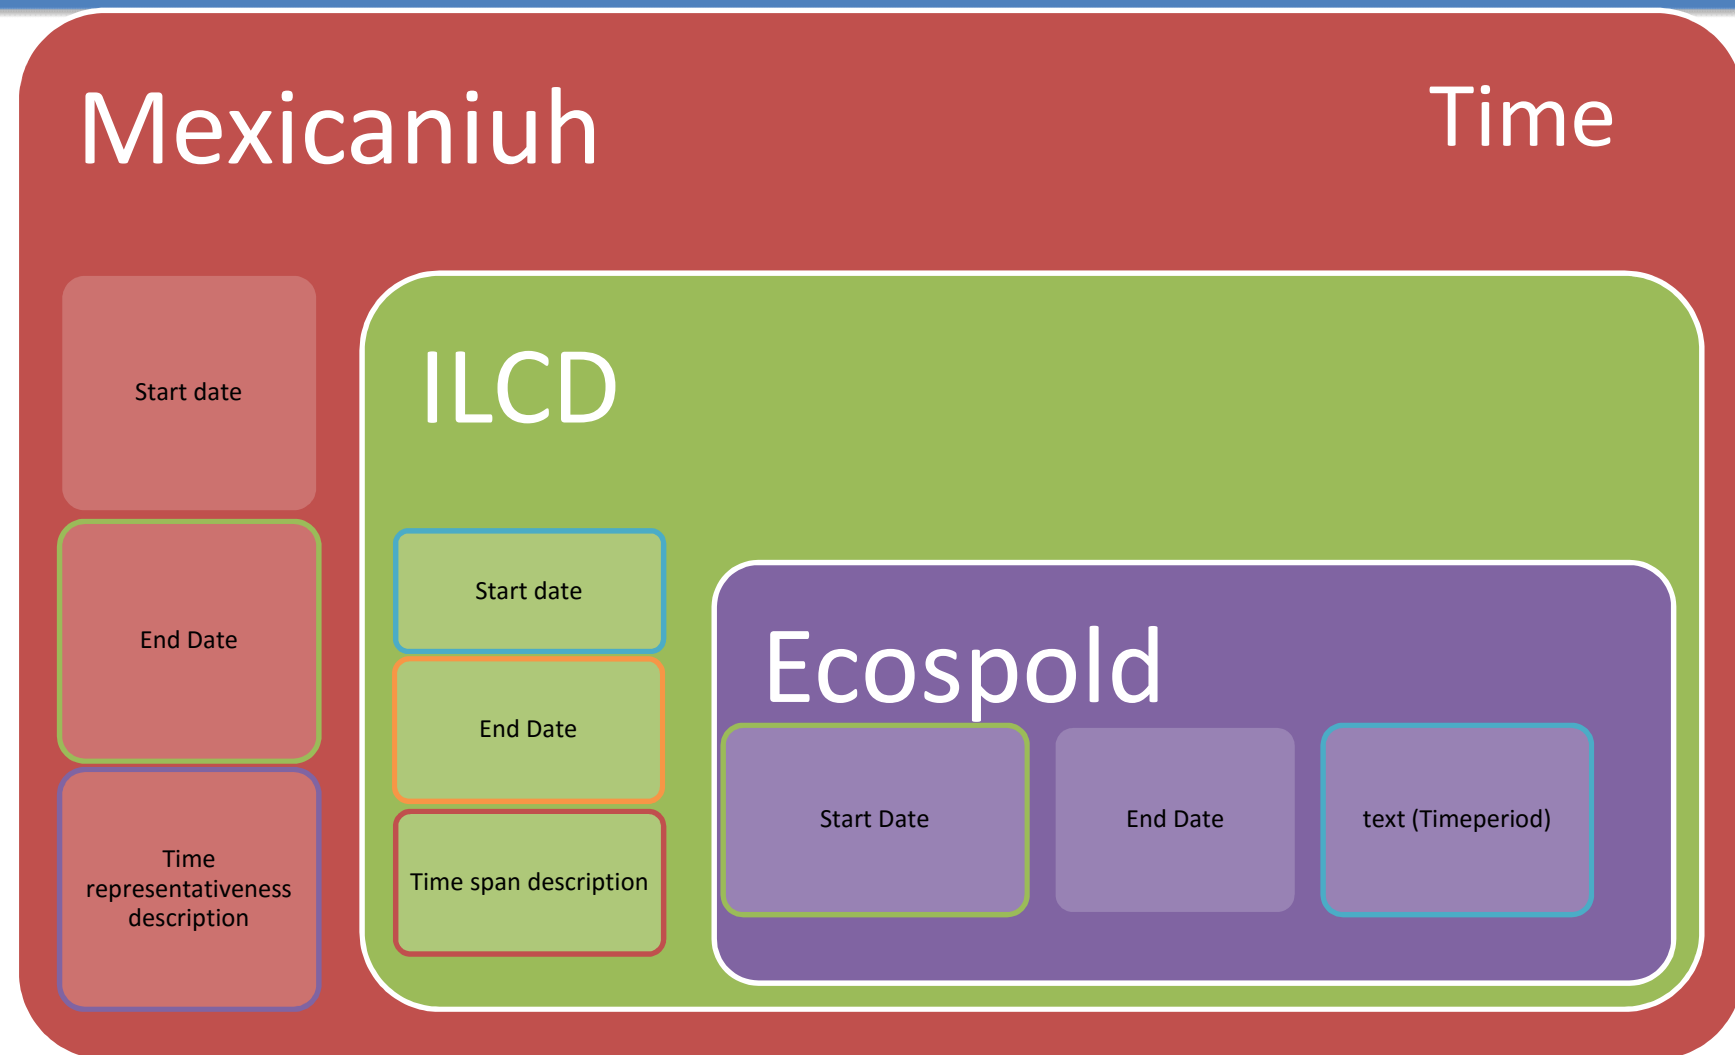 Mexicaniuh
Time
Start date
End Date
Time
representativeness
description
ILCD
Start date
End Date
Time span description
Ecospold
Start Date
End Date
text (Timeperiod)